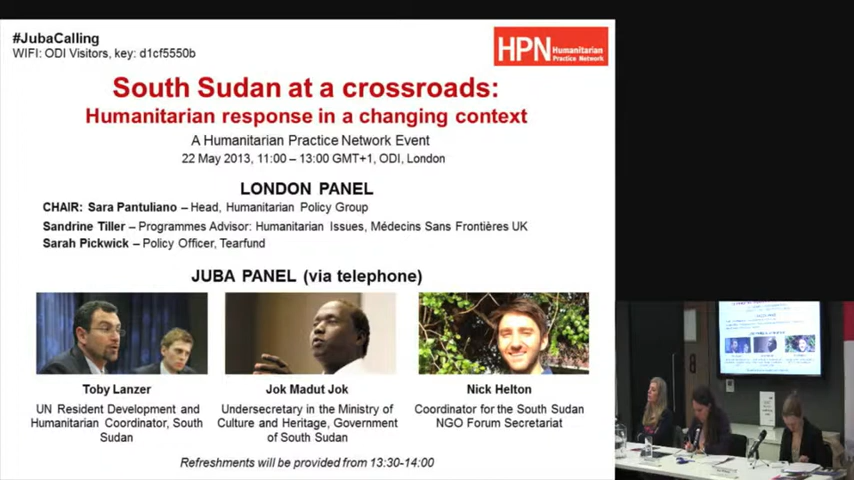 #JubaCalling
WIFI: ODI Visitors, key: d1cf5550b
HPN Humanitarian
Practice Network
South Sudan at a crossroads:
Humanitarian response in a changing context
A Humanitarian Practice Network Event
22 May 2013, 11:00 – 13:00 GMT+1, ODI, London
LONDON PANEL
CHAIR: Sara Pantuliano – Head, Humanitarian Policy Group
Sandrine Tiller – Programmes Advisor: Humanitarian Issues, Médecins Sans Frontières UK
Sarah Pickwick – Policy Officer, Tearfund
JUBA PANEL (via telephone)
Toby Lanzer
UN Resident Development and
Humanitarian Coordinator, South
Sudan
Jok Madut Jok
Undersecretary in the Ministry of
Culture and Heritage, Government
of South Sudan
Nick Helton
Coordinator for the South Sudan
NGO Forum Secretariat
Refreshments will be provided from 13:30-14:00